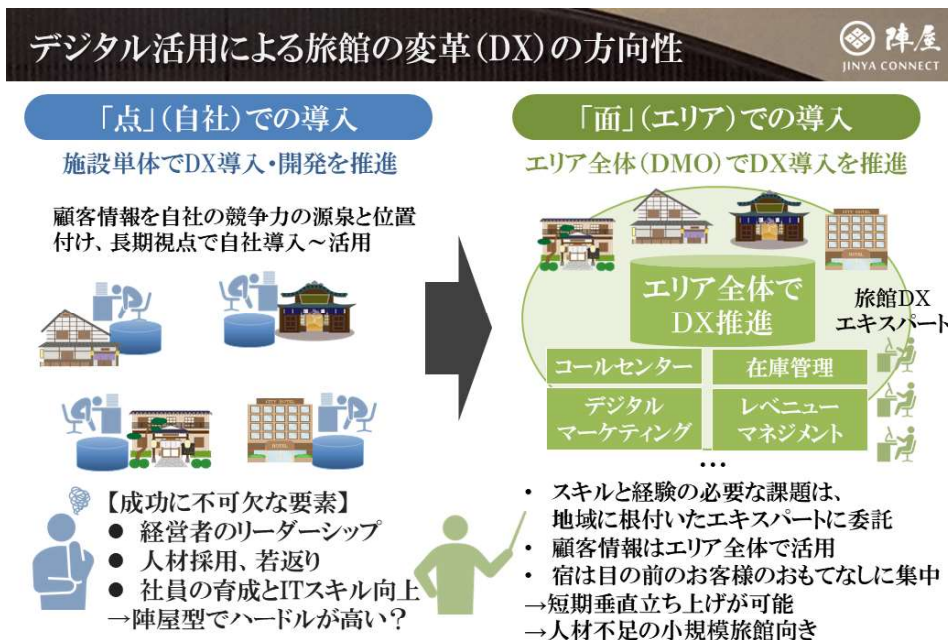 デジタル活用による旅館の変革(DX)の方向性
陣屋
JINYA CONNECT
「点」(自社)での導入
施設単体でDX導入・開発を推進
顧客情報を自社の競争力の源泉と位置
付け、長期視点で自社導入～活用
CITY HOTEL
HOTEL
【成功に不可欠な要素】
● 経営者のリーダーシップ
● 人材採用、若返り
● 社員の育成とITスキル向上
→陣屋型でハードルが高い?
「面」(エリア)での導入
エリア全体(DMO)でDX導入を推進
CITY HOTEL
HOTEL
エリア全体で
DX推進
旅館DX
エキスパート
コールセンター
在庫管理
デジタル
マーケティング
レベニュー
マネジメント
…
• スキルと経験の必要な課題は、
地域に根付いたエキスパートに委託
• 顧客情報はエリア全体で活用
• 宿は目の前のお客様のおもてなしに集中
→短期垂直立ち上げが可能
→人材不足の小規模旅館向き